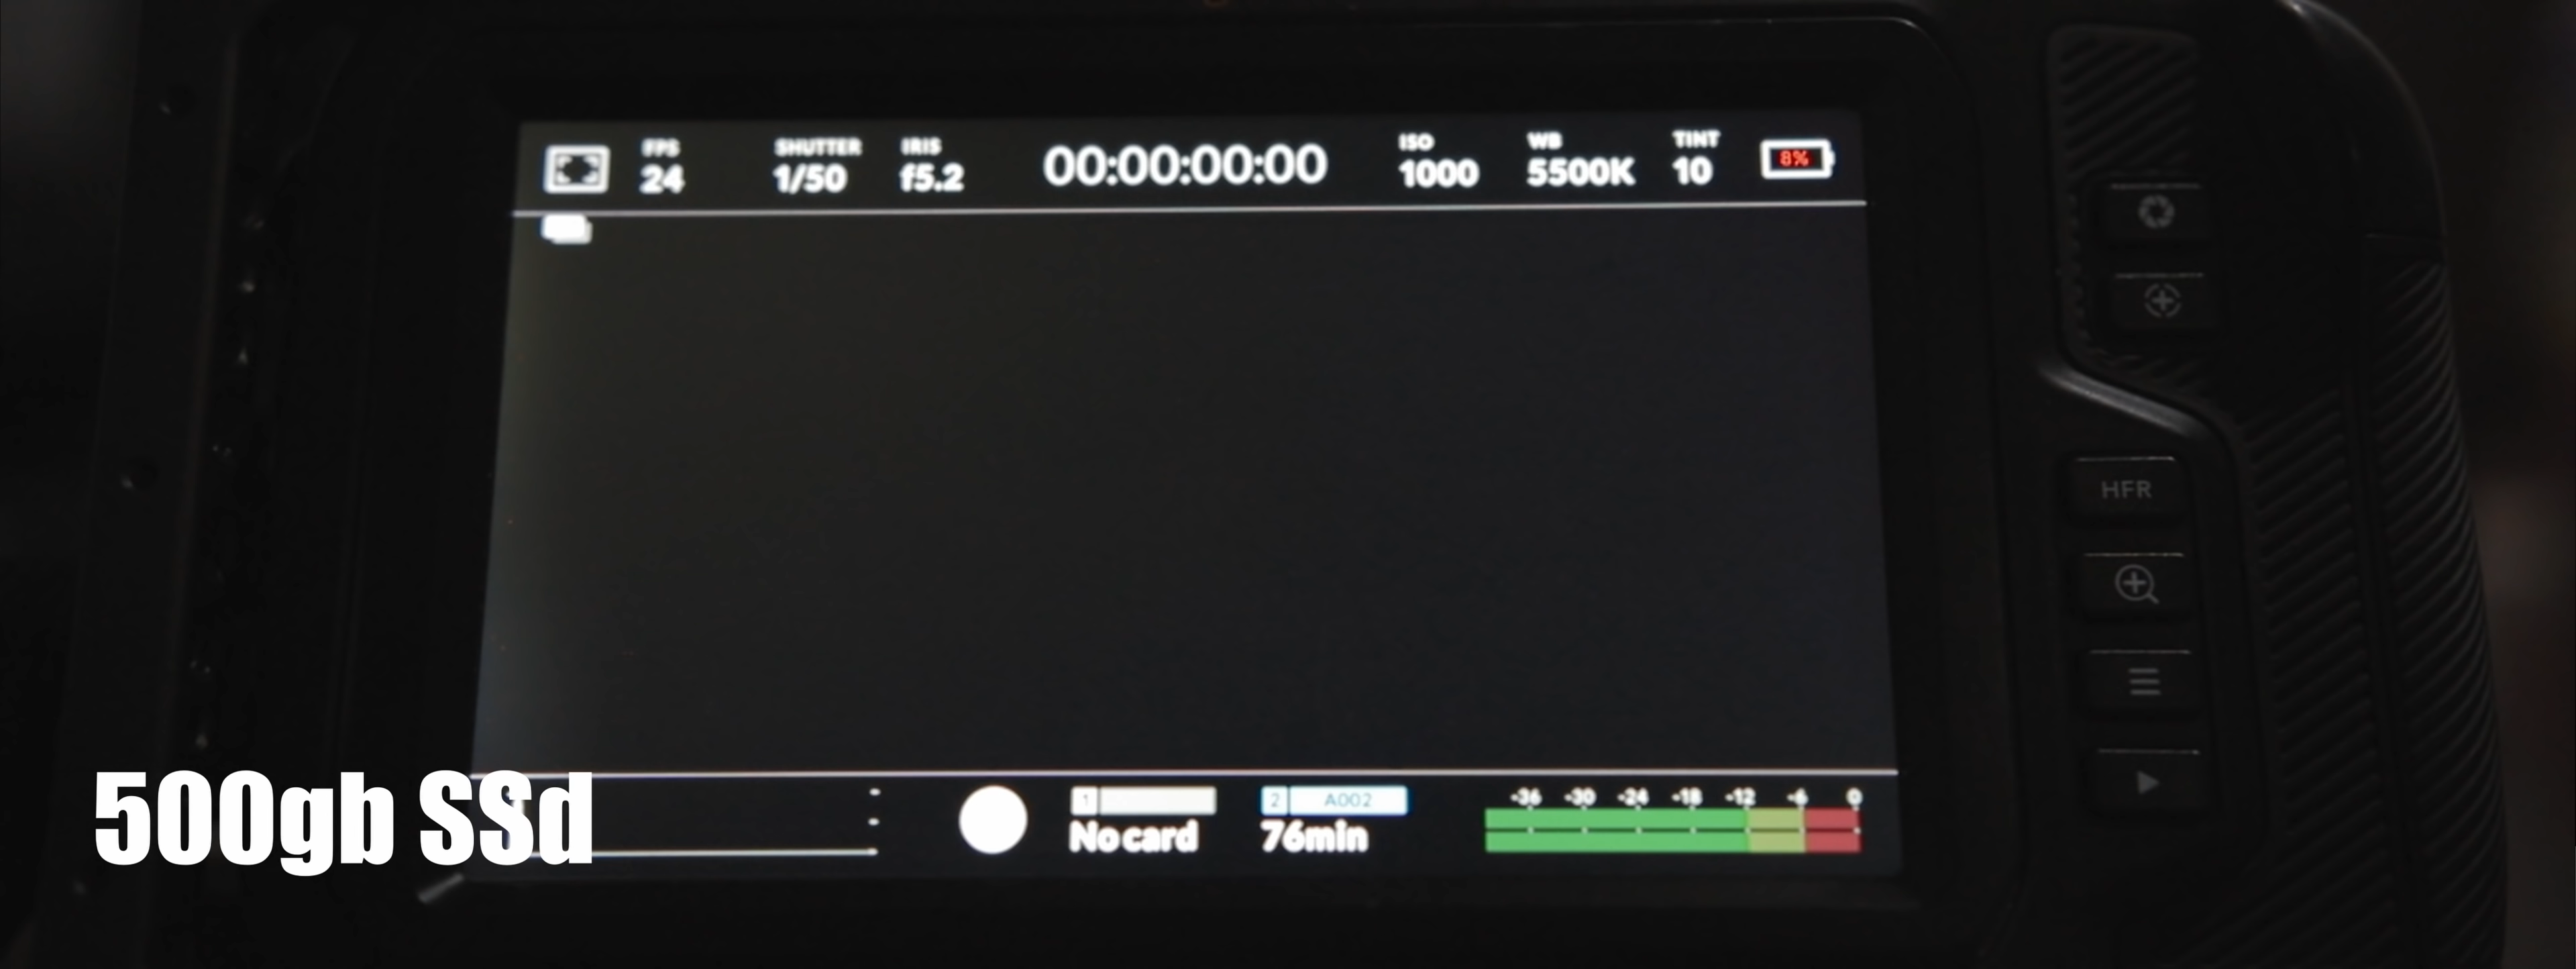 FPS SHUTTER IRIS ISO WB TINT
24 1/50 f5.2 00:00:00:00 1000 5500K 10 8%
HFR
500gb SSd
1 2 A002 -36 -30 -24 -18 -12 -6 0
No card 76min